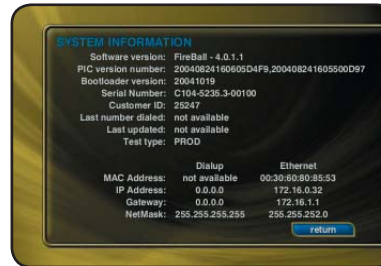 SYSTEM INFORMATION
Software version: FireBall - 4.0.1.1
PIC version number: 20040824160605D4F9,200408241605500D97
Bootloader version: 20041019
Serial Number: C104-5235.3-00100
Customer ID: 25247
Last number dialed: not available
Last updated: not available
Test type: PROD
Dialup Ethernet
MAC Address: not available 00:30:60:80:85:53
IP Address: 0.0.0.0 172.16.0.32
Gateway: 0.0.0.0 172.16.1.1
NetMask: 255.255.255.255 255.255.252.0
return